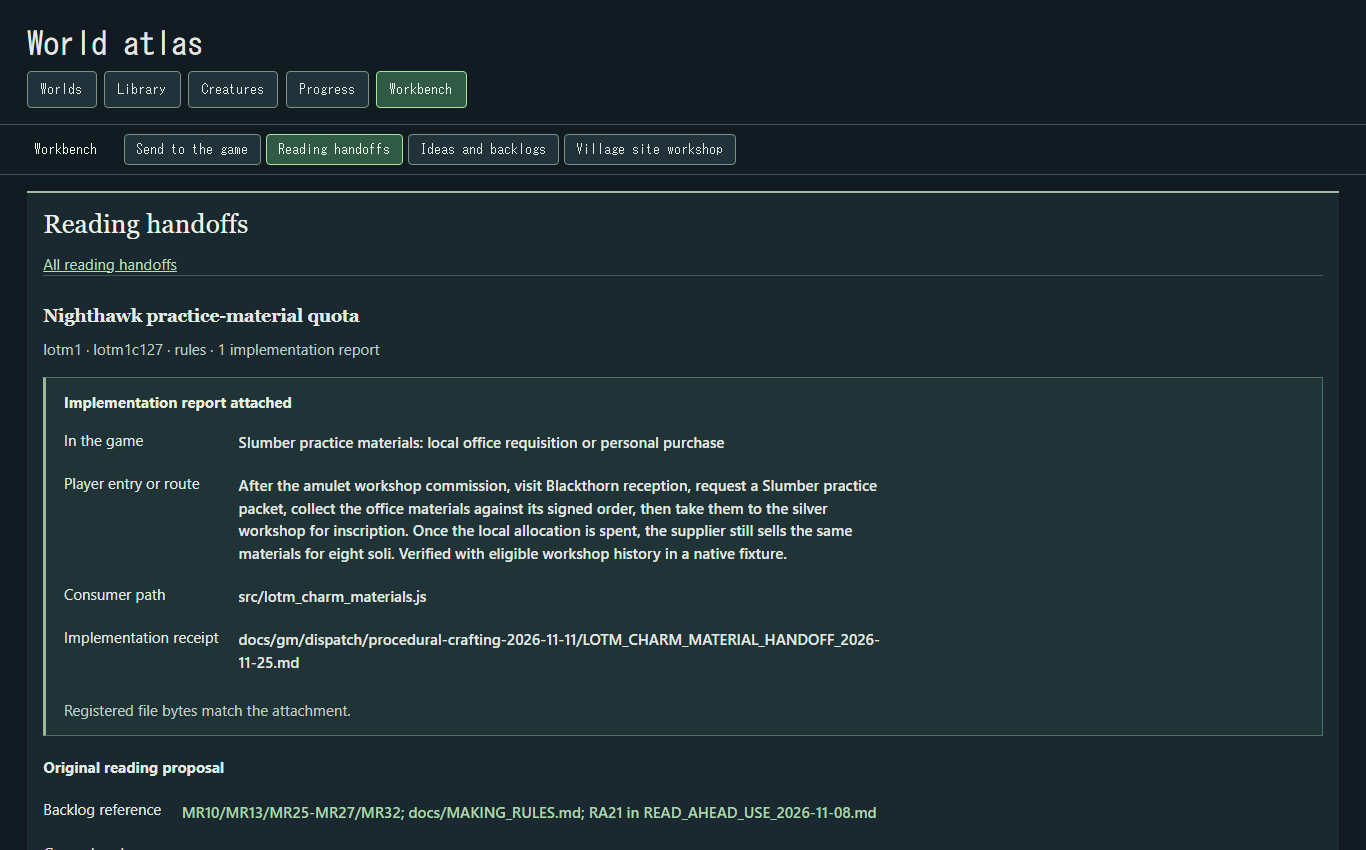 World atlas
Worlds Library Creatures Progress Workbench
Workbench Send to the game Reading handoffs Ideas and backlogs Village site workshop
Reading handoffs
All reading handoffs
Nighthawk practice-material quota
lotm1 · lotm1c127 · rules · 1 implementation report
Implementation report attached
In the game Slumber practice materials: local office requisition or personal purchase
Player entry or route After the amulet workshop commission, visit Blackthorn reception, request a Slumber practice
packet, collect the office materials against its signed order, then take them to the silver
workshop for inscription. Once the local allocation is spent, the supplier still sells the same
materials for eight soli. Verified with eligible workshop history in a native fixture.
Consumer path src/lotm_charm_materials.js
Implementation receipt docs/gm/dispatch/procedural-crafting-2026-11-11/LOTM_CHARM_MATERIAL_HANDOFF_2026-
11-25.md
Registered file bytes match the attachment.
Original reading proposal
Backlog reference MR10/MR13/MR25-MR27/MR32; docs/MAKING_RULES.md; RA21 in READ_AHEAD_USE_2026-11-08.md